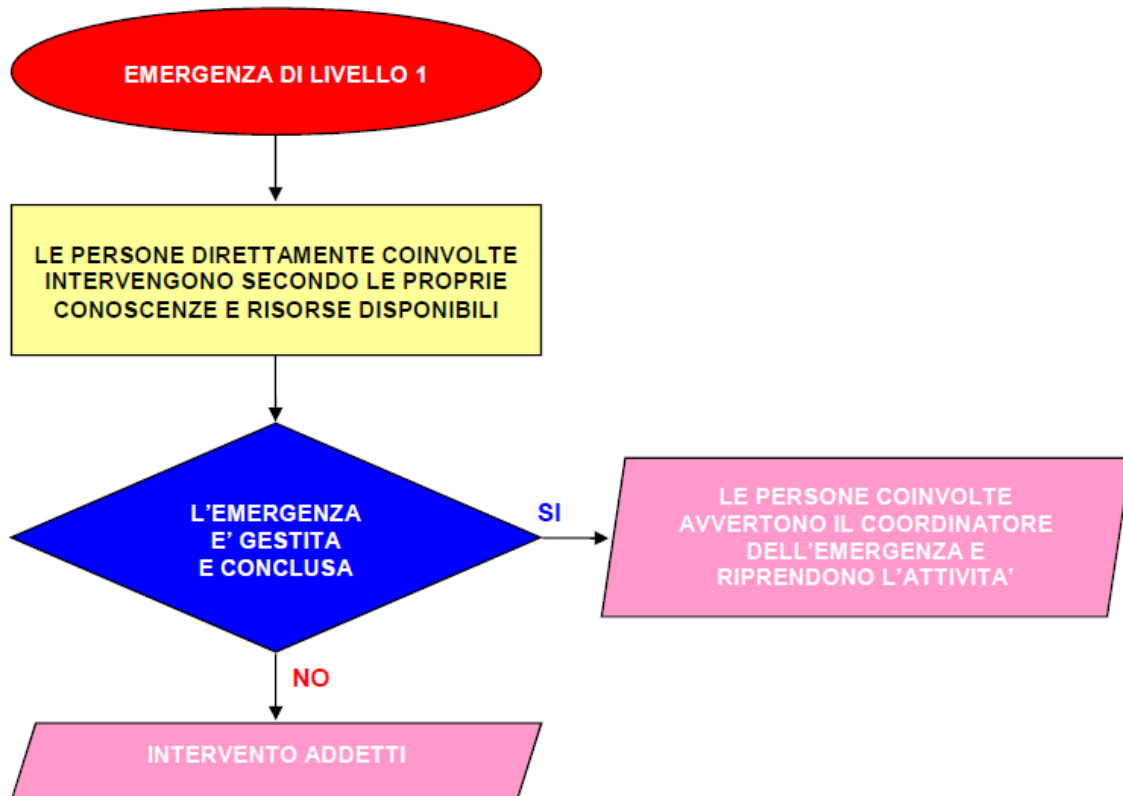 EMERGENZA DI LIVELLO 1
LE PERSONE DIRETTAMENTE COINVOLTE
INTERVENGONO SECONDO LE PROPRIE
CONOSCENZE E RISORSE DISPONIBILI
L’EMERGENZA
E’ GESTITA
E CONCLUSA
SI
LE PERSONE COINVOLTE
AVVERTONO IL COORDINATORE
DELL’EMERGENZA E
RIPRENDONO L’ATTIVITA’
NO
INTERVENTO ADDETTI